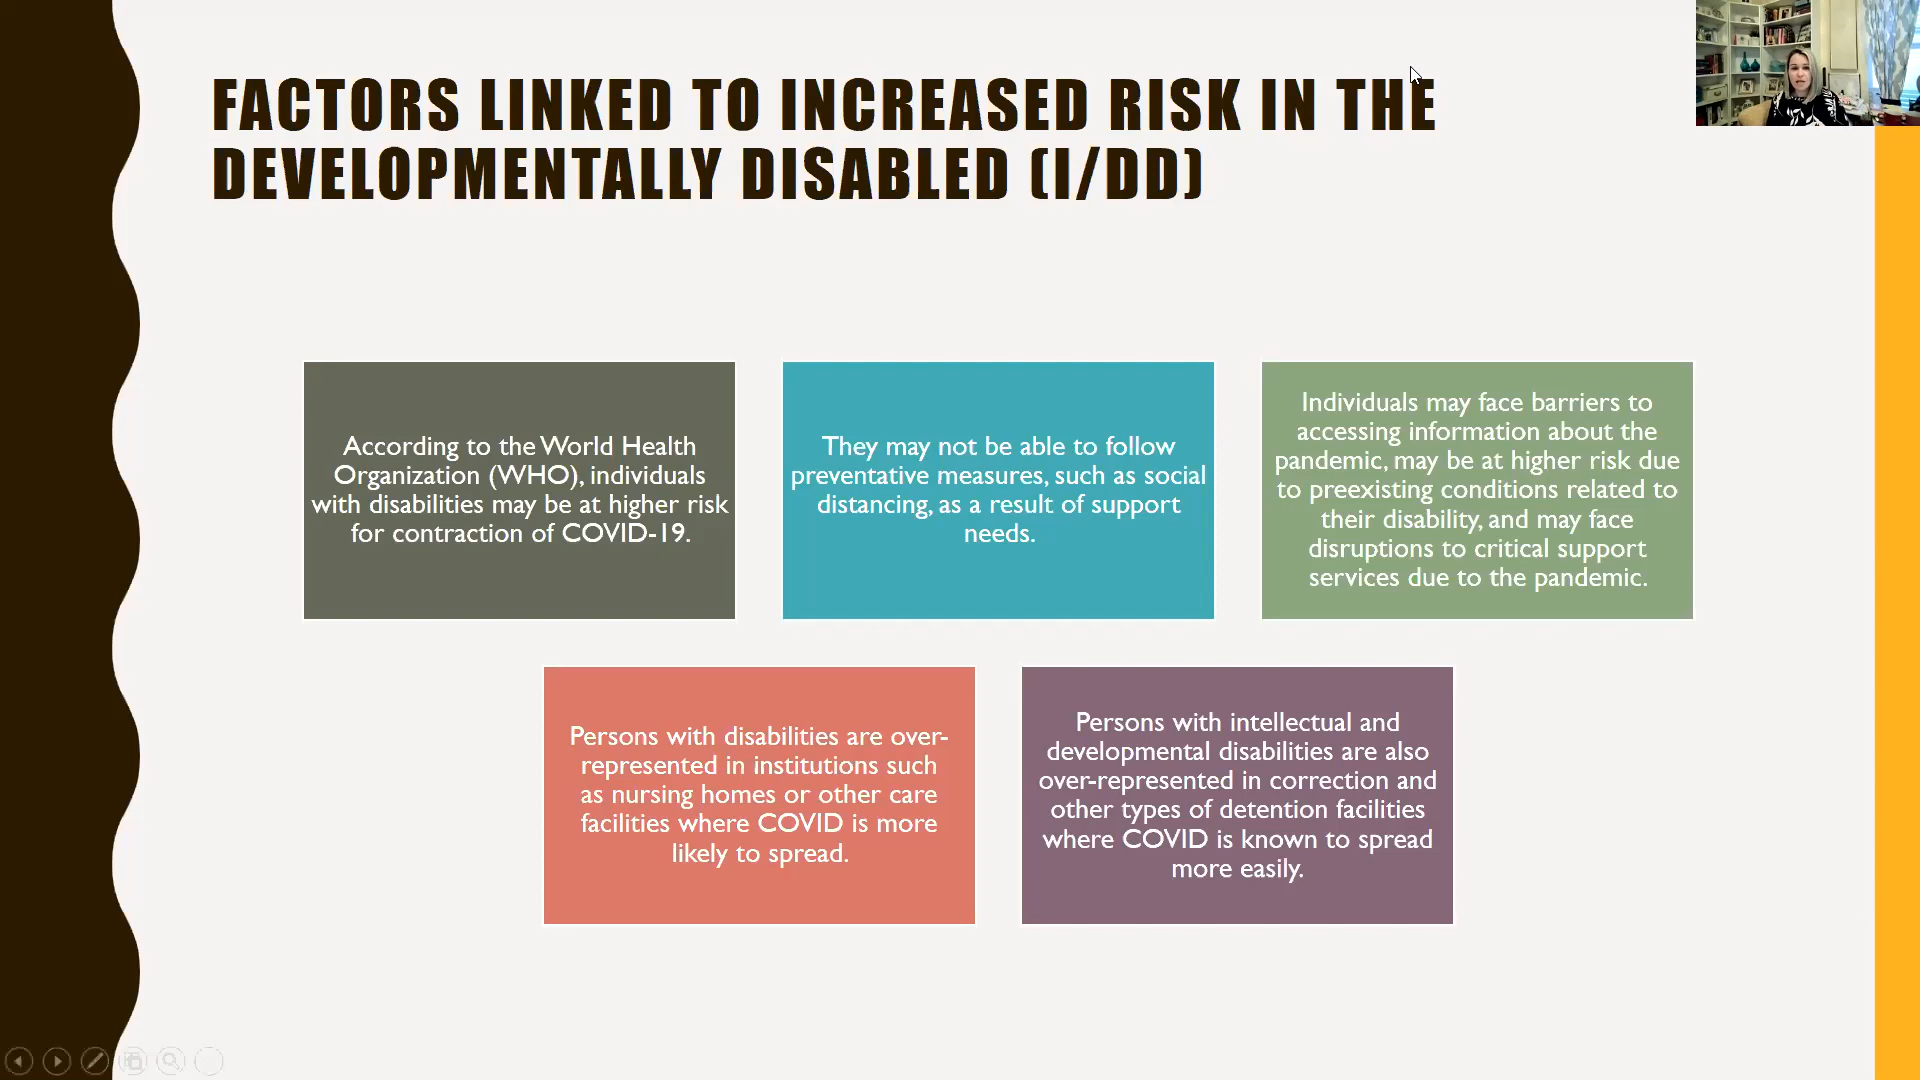 FACTORS LINKED TO INCREASED RISK IN THE
DEVELOPMENTALLY DISABLED (I/DD)
According to the World Health
Organization (WHO), individuals
with disabilities may be at higher risk
for contraction of COVID-19.
They may not be able to follow
preventative measures, such as social
distancing, as a result of support
needs.
Individuals may face barriers to
accessing information about the
pandemic, may be at higher risk due
to preexisting conditions related to
their disability, and may face
disruptions to critical support
services due to the pandemic.
Persons with disabilities are over-
represented in institutions such
as nursing homes or other care
facilities where COVID is more
likely to spread.
Persons with intellectual and
developmental disabilities are also
over-represented in correction and
other types of detention facilities
where COVID is known to spread
more easily.